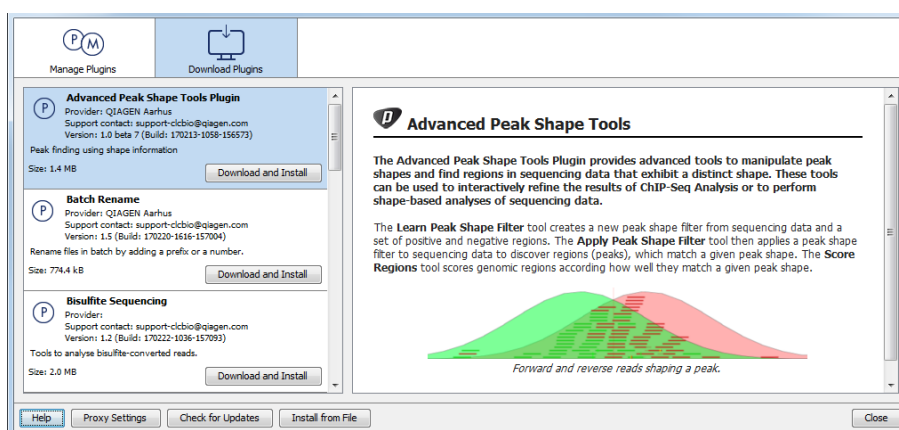 P M
Manage Plugins
Download Plugins
P
Advanced Peak Shape Tools Plugin
Provider: QIAGEN Aarhus
Support contact: support-clcbio@qiagen.com
Version: 1.0 beta 7 (Build: 170213-1058-156573)
Peak finding using shape information
Size: 1.4 MB
Download and Install
P
Batch Rename
Provider: QIAGEN Aarhus
Support contact: support-clcbio@qiagen.com
Version: 1.5 (Build: 170220-1616-157004)
Rename files in batch by adding a prefix or a number.
Size: 774.4 kB
Download and Install
P
Bisulfite Sequencing
Provider:
Support contact: support-clcbio@qiagen.com
Version: 1.2 (Build: 170222-1036-157093)
Tools to analyse bisulfite-converted reads.
Size: 2.0 MB
Download and Install
p
Advanced Peak Shape Tools
The Advanced Peak Shape Tools Plugin provides advanced tools to manipulate peak
shapes and find regions in sequencing data that exhibit a distinct shape. These tools
can be used to interactively refine the results of ChIP-Seq Analysis or to perform
shape-based analyses of sequencing data.
The Learn Peak Shape Filter tool creates a new peak shape filter from sequencing data and a
set of positive and negative regions. The Apply Peak Shape Filter tool then applies a peak shape
filter to sequencing data to discover regions (peaks), which match a given peak shape. The Score
Regions tool scores genomic regions according how well they match a given peak shape.
Forward and reverse reads shaping a peak.
Help
Proxy Settings
Check for Updates
Install from File
Close